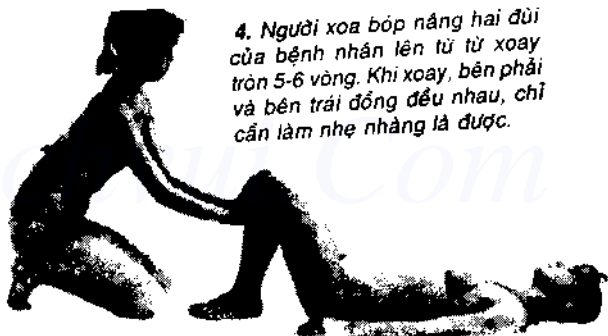 4. Người xoa bóp nâng hai đùi
của bệnh nhân lên từ từ xoay
tròn 5-6 vòng. Khi xoay, bên phải
và bên trái đồng đều nhau, chỉ
cần làm nhẹ nhàng là được.
Com